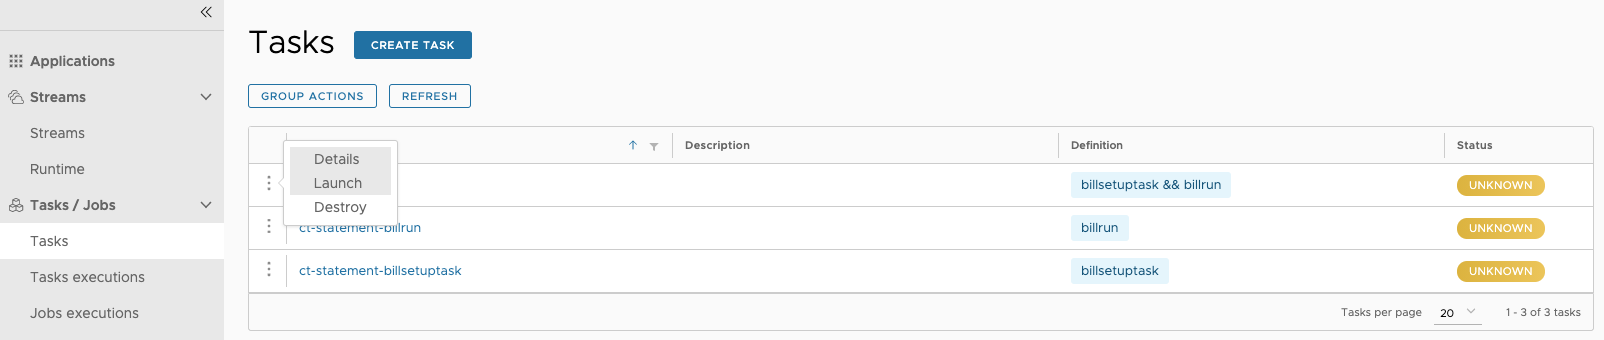 Applications
Streams
Streams
Runtime
Tasks / Jobs
Tasks
Tasks executions
Jobs executions
Tasks CREATE TASK
GROUP ACTIONS REFRESH
Description Definition Status
Details
Launch
Destroy
billsetuptask && billrun UNKNOWN
ct-statement-billrun billrun UNKNOWN
ct-statement-billsetuptask billsetuptask UNKNOWN
Tasks per page 20 1 - 3 of 3 tasks